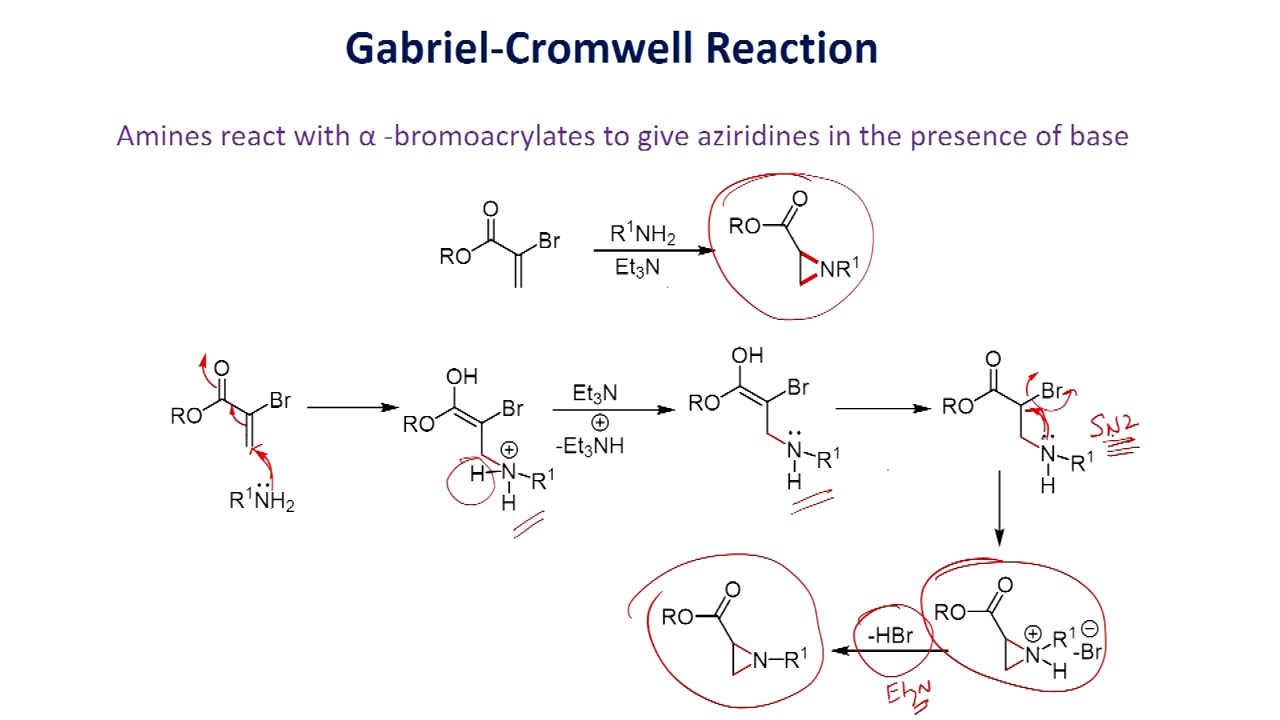 Gabriel-Cromwell Reaction
Amines react with α -bromoacrylates to give aziridines in the presence of base
O
RO
Br
R¹NH₂
Et₃N
O
RO
NR¹
O
RO
Br
R¹N̈H₂
OH
RO
Br
H
⊕
N
R¹
H
Et₃N
⊕
-Et₃NH
OH
RO
Br
N̈
R¹
H
O
RO
Br
N̈
R¹
H
SN2
O
RO
N
R¹
-HBr
Et₃N
O
RO
⊕
N
R¹
H
⊖
-Br